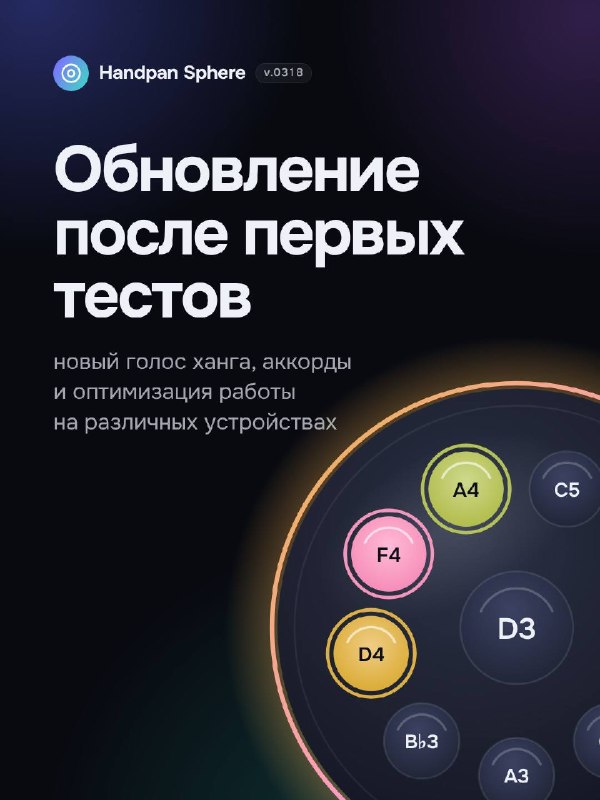 Handpan Sphere v.0318
Обновление
после первых
тестов
новый голос ханга, аккорды
и оптимизация работы
на различных устройствах
A4
C5
F4
D3
D4
B♭3
A3